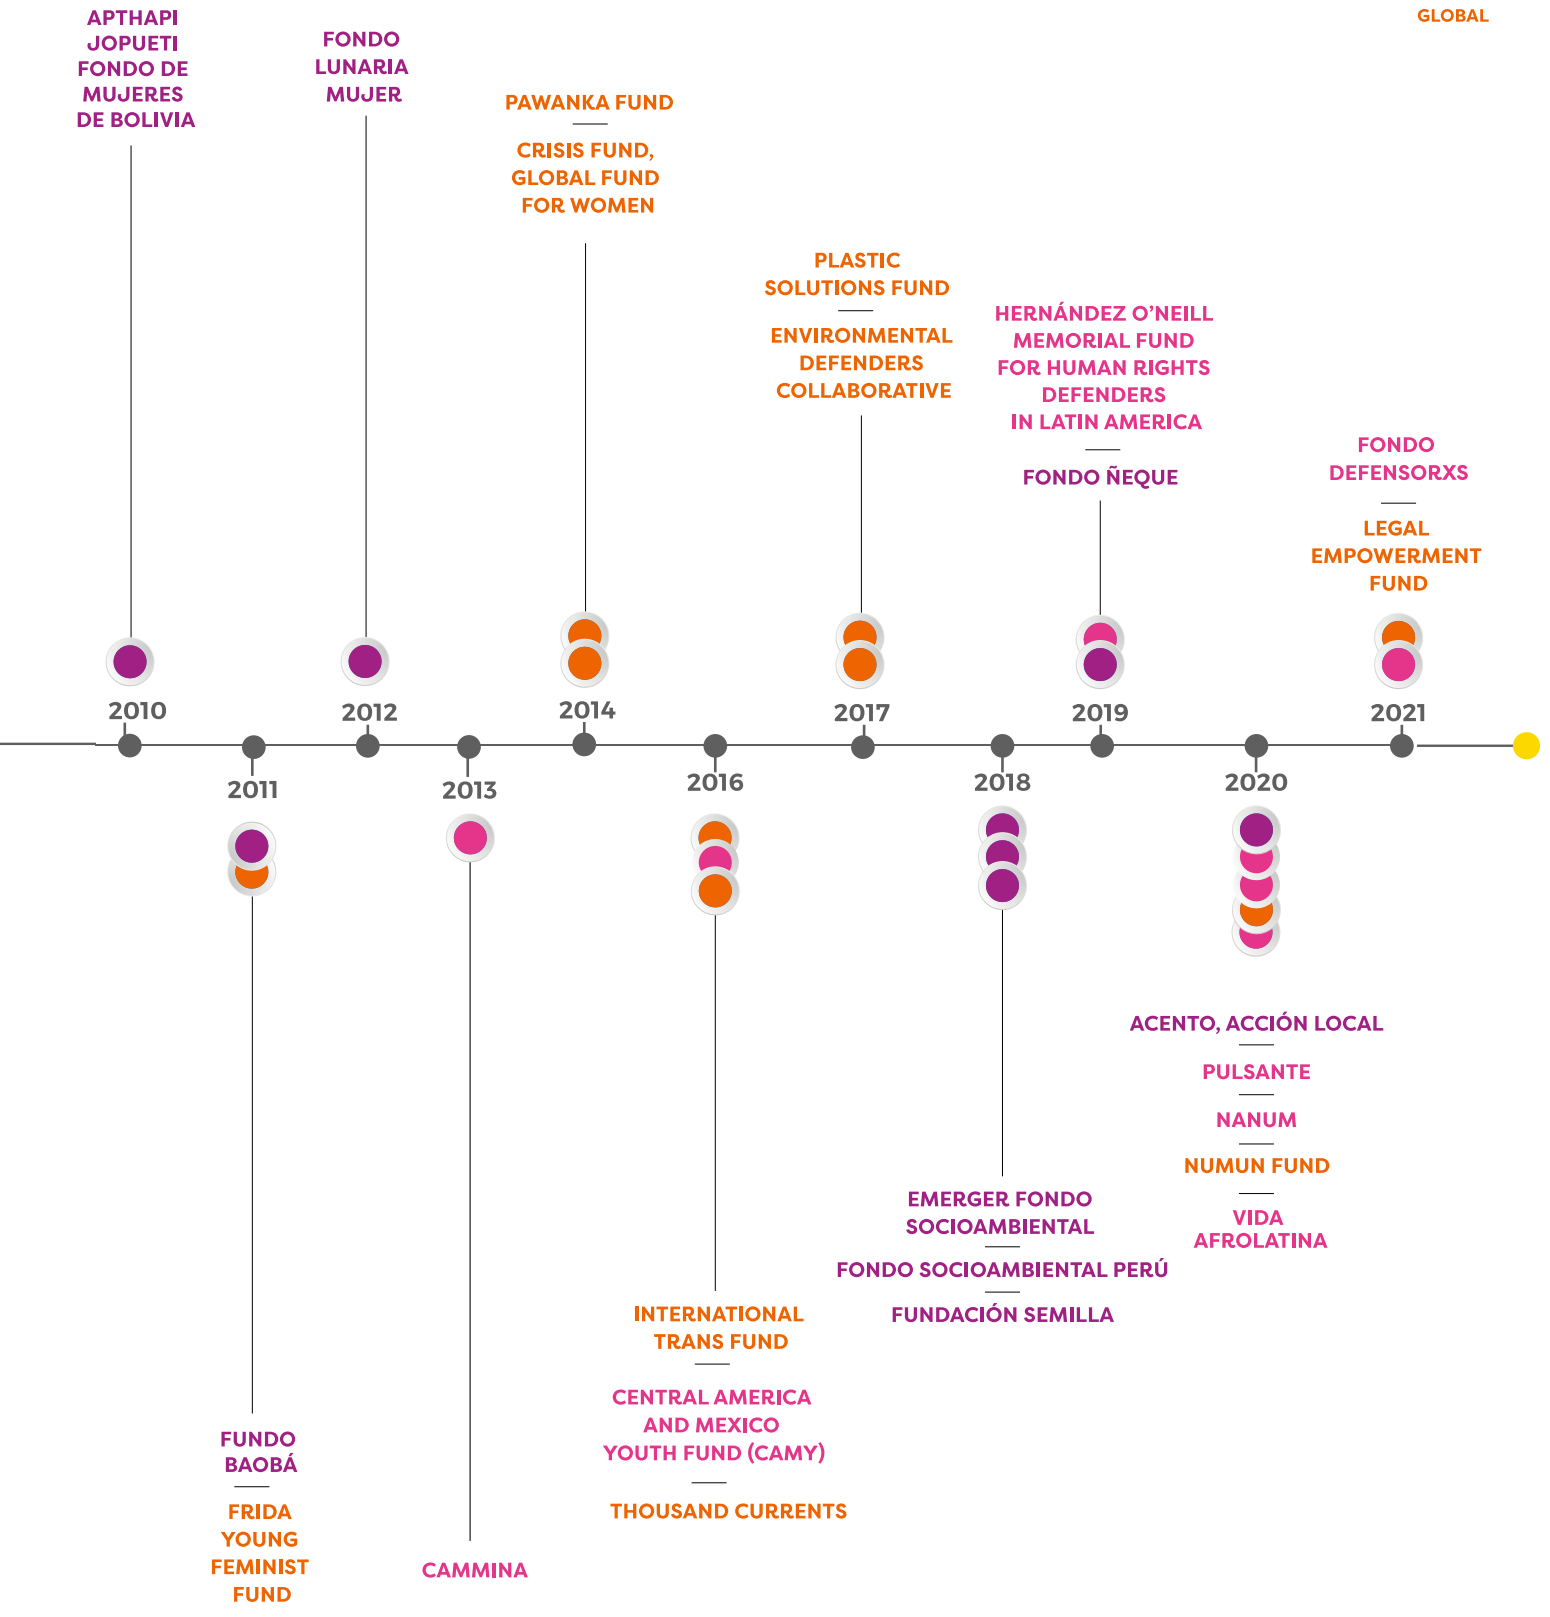 GLOBAL
APTHAPI
JOPUETI
FONDO DE
MUJERES
DE BOLIVIA
FONDO
LUNARIA
MUJER
PAWANKA FUND
CRISIS FUND,
GLOBAL FUND
FOR WOMEN
PLASTIC
SOLUTIONS FUND
ENVIRONMENTAL
DEFENDERS
COLLABORATIVE
HERNÁNDEZ O’NEILL
MEMORIAL FUND
FOR HUMAN RIGHTS
DEFENDERS
IN LATIN AMERICA
FONDO ÑEQUE
FONDO
DEFENSORXS
LEGAL
EMPOWERMENT
FUND
2010
2012
2014
2017
2019
2021
2011
2013
2016
2018
2020
FUNDO
BAOBÁ
FRIDA
YOUNG
FEMINIST
FUND
CAMMINA
INTERNATIONAL
TRANS FUND
CENTRAL AMERICA
AND MEXICO
YOUTH FUND (CAMY)
THOUSAND CURRENTS
EMERGER FONDO
SOCIOAMBIENTAL
FONDO SOCIOAMBIENTAL PERÚ
FUNDACIÓN SEMILLA
ACENTO, ACCIÓN LOCAL
PULSANTE
NANUM
NUMUN FUND
VIDA
AFROLATINA